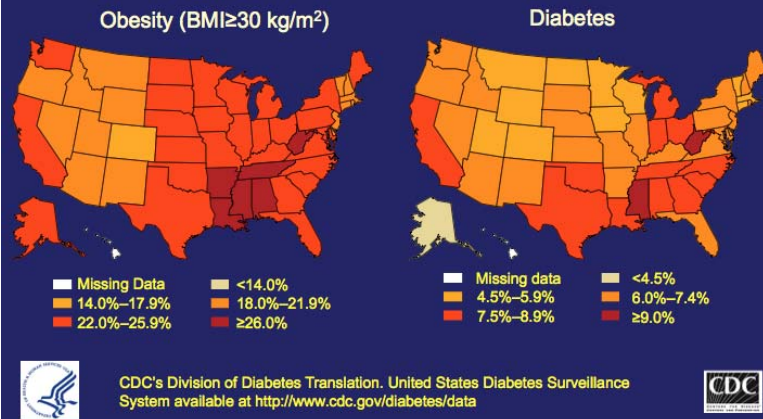 Obesity (BMI≥30 kg/m²)
Diabetes
Missing Data
<14.0%
14.0%–17.9%
18.0%–21.9%
22.0%–25.9%
≥26.0%
Missing data
<4.5%
4.5%–5.9%
6.0%–7.4%
7.5%–8.9%
≥9.0%
CDC's Division of Diabetes Translation. United States Diabetes Surveillance
System available at http://www.cdc.gov/diabetes/data
CDC